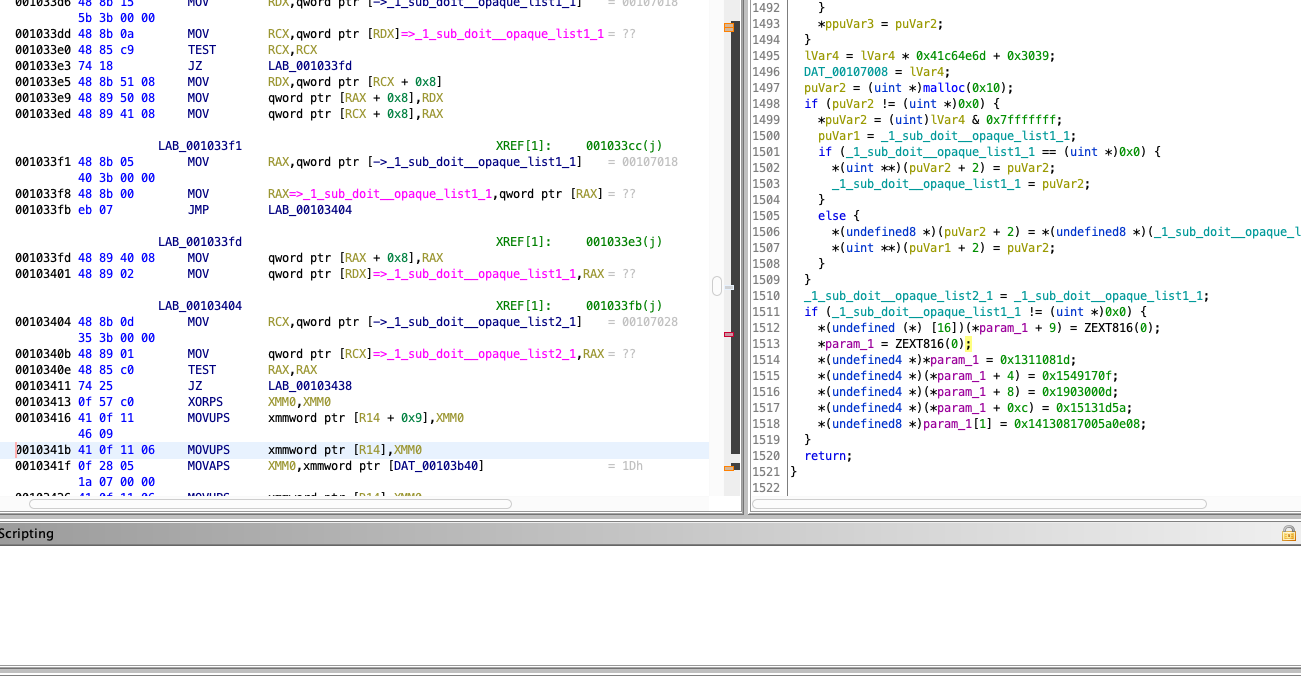 001033d6 48 8b 15 MOV RDX,qword ptr [->_1_sub_doit__opaque_list1_1] = 00107018
5b 3b 00 00
001033dd 48 8b 0a MOV RCX,qword ptr [RDX]=>_1_sub_doit__opaque_list1_1 = ??
001033e0 48 85 c9 TEST RCX,RCX
001033e3 74 18 JZ LAB_001033fd
001033e5 48 8b 51 08 MOV RDX,qword ptr [RCX + 0x8]
001033e9 48 89 50 08 MOV qword ptr [RAX + 0x8],RDX
001033ed 48 89 41 08 MOV qword ptr [RCX + 0x8],RAX
LAB_001033f1 XREF[1]: 001033cc(j)
001033f1 48 8b 05 MOV RAX,qword ptr [->_1_sub_doit__opaque_list1_1] = 00107018
40 3b 00 00
001033f8 48 8b 00 MOV RAX=>_1_sub_doit__opaque_list1_1,qword ptr [RAX] = ??
001033fb eb 07 JMP LAB_00103404
LAB_001033fd XREF[1]: 001033e3(j)
001033fd 48 89 40 08 MOV qword ptr [RAX + 0x8],RAX
00103401 48 89 02 MOV qword ptr [RDX]=>_1_sub_doit__opaque_list1_1,RAX = ??
LAB_00103404 XREF[1]: 001033fb(j)
00103404 48 8b 0d MOV RCX,qword ptr [->_1_sub_doit__opaque_list2_1] = 00107028
35 3b 00 00
0010340b 48 89 01 MOV qword ptr [RCX]=>_1_sub_doit__opaque_list2_1,RAX = ??
0010340e 48 85 c0 TEST RAX,RAX
00103411 74 25 JZ LAB_00103438
00103413 0f 57 c0 XORPS XMM0,XMM0
00103416 41 0f 11 MOVUPS xmmword ptr [R14 + 0x9],XMM0
46 09
0010341b 41 0f 11 06 MOVUPS xmmword ptr [R14],XMM0
0010341f 0f 28 05 MOVAPS XMM0,xmmword ptr [DAT_00103b40] = 1Dh
1a 07 00 00
00103426 41 0f 11 06 MOVUPS xmmword ptr [R14],XMM0
1492 }
1493 *ppuVar3 = puVar2;
1494 }
1495 lVar4 = lVar4 * 0x41c64e6d + 0x3039;
1496 DAT_00107008 = lVar4;
1497 puVar2 = (uint *)malloc(0x10);
1498 if (puVar2 != (uint *)0x0) {
1499 *puVar2 = (uint)lVar4 & 0x7fffffff;
1500 puVar1 = _1_sub_doit__opaque_list1_1;
1501 if (_1_sub_doit__opaque_list1_1 == (uint *)0x0) {
1502 *(uint **)(puVar2 + 2) = puVar2;
1503 _1_sub_doit__opaque_list1_1 = puVar2;
1504 }
1505 else {
1506 *(undefined8 *)(puVar2 + 2) = *(undefined8 *)(_1_sub_doit__opaque_l
1507 *(uint **)(puVar1 + 2) = puVar2;
1508 }
1509 }
1510 _1_sub_doit__opaque_list2_1 = _1_sub_doit__opaque_list1_1;
1511 if (_1_sub_doit__opaque_list1_1 != (uint *)0x0) {
1512 *(undefined (*) [16])(*param_1 + 9) = ZEXT816(0);
1513 *param_1 = ZEXT816(0);
1514 *(undefined4 *)*param_1 = 0x1311081d;
1515 *(undefined4 *)(*param_1 + 4) = 0x1549170f;
1516 *(undefined4 *)(*param_1 + 8) = 0x1903000d;
1517 *(undefined4 *)(*param_1 + 0xc) = 0x15131d5a;
1518 *(undefined8 *)param_1[1] = 0x14130817005a0e08;
1519 }
1520 return;
1521 }
1522
Scripting